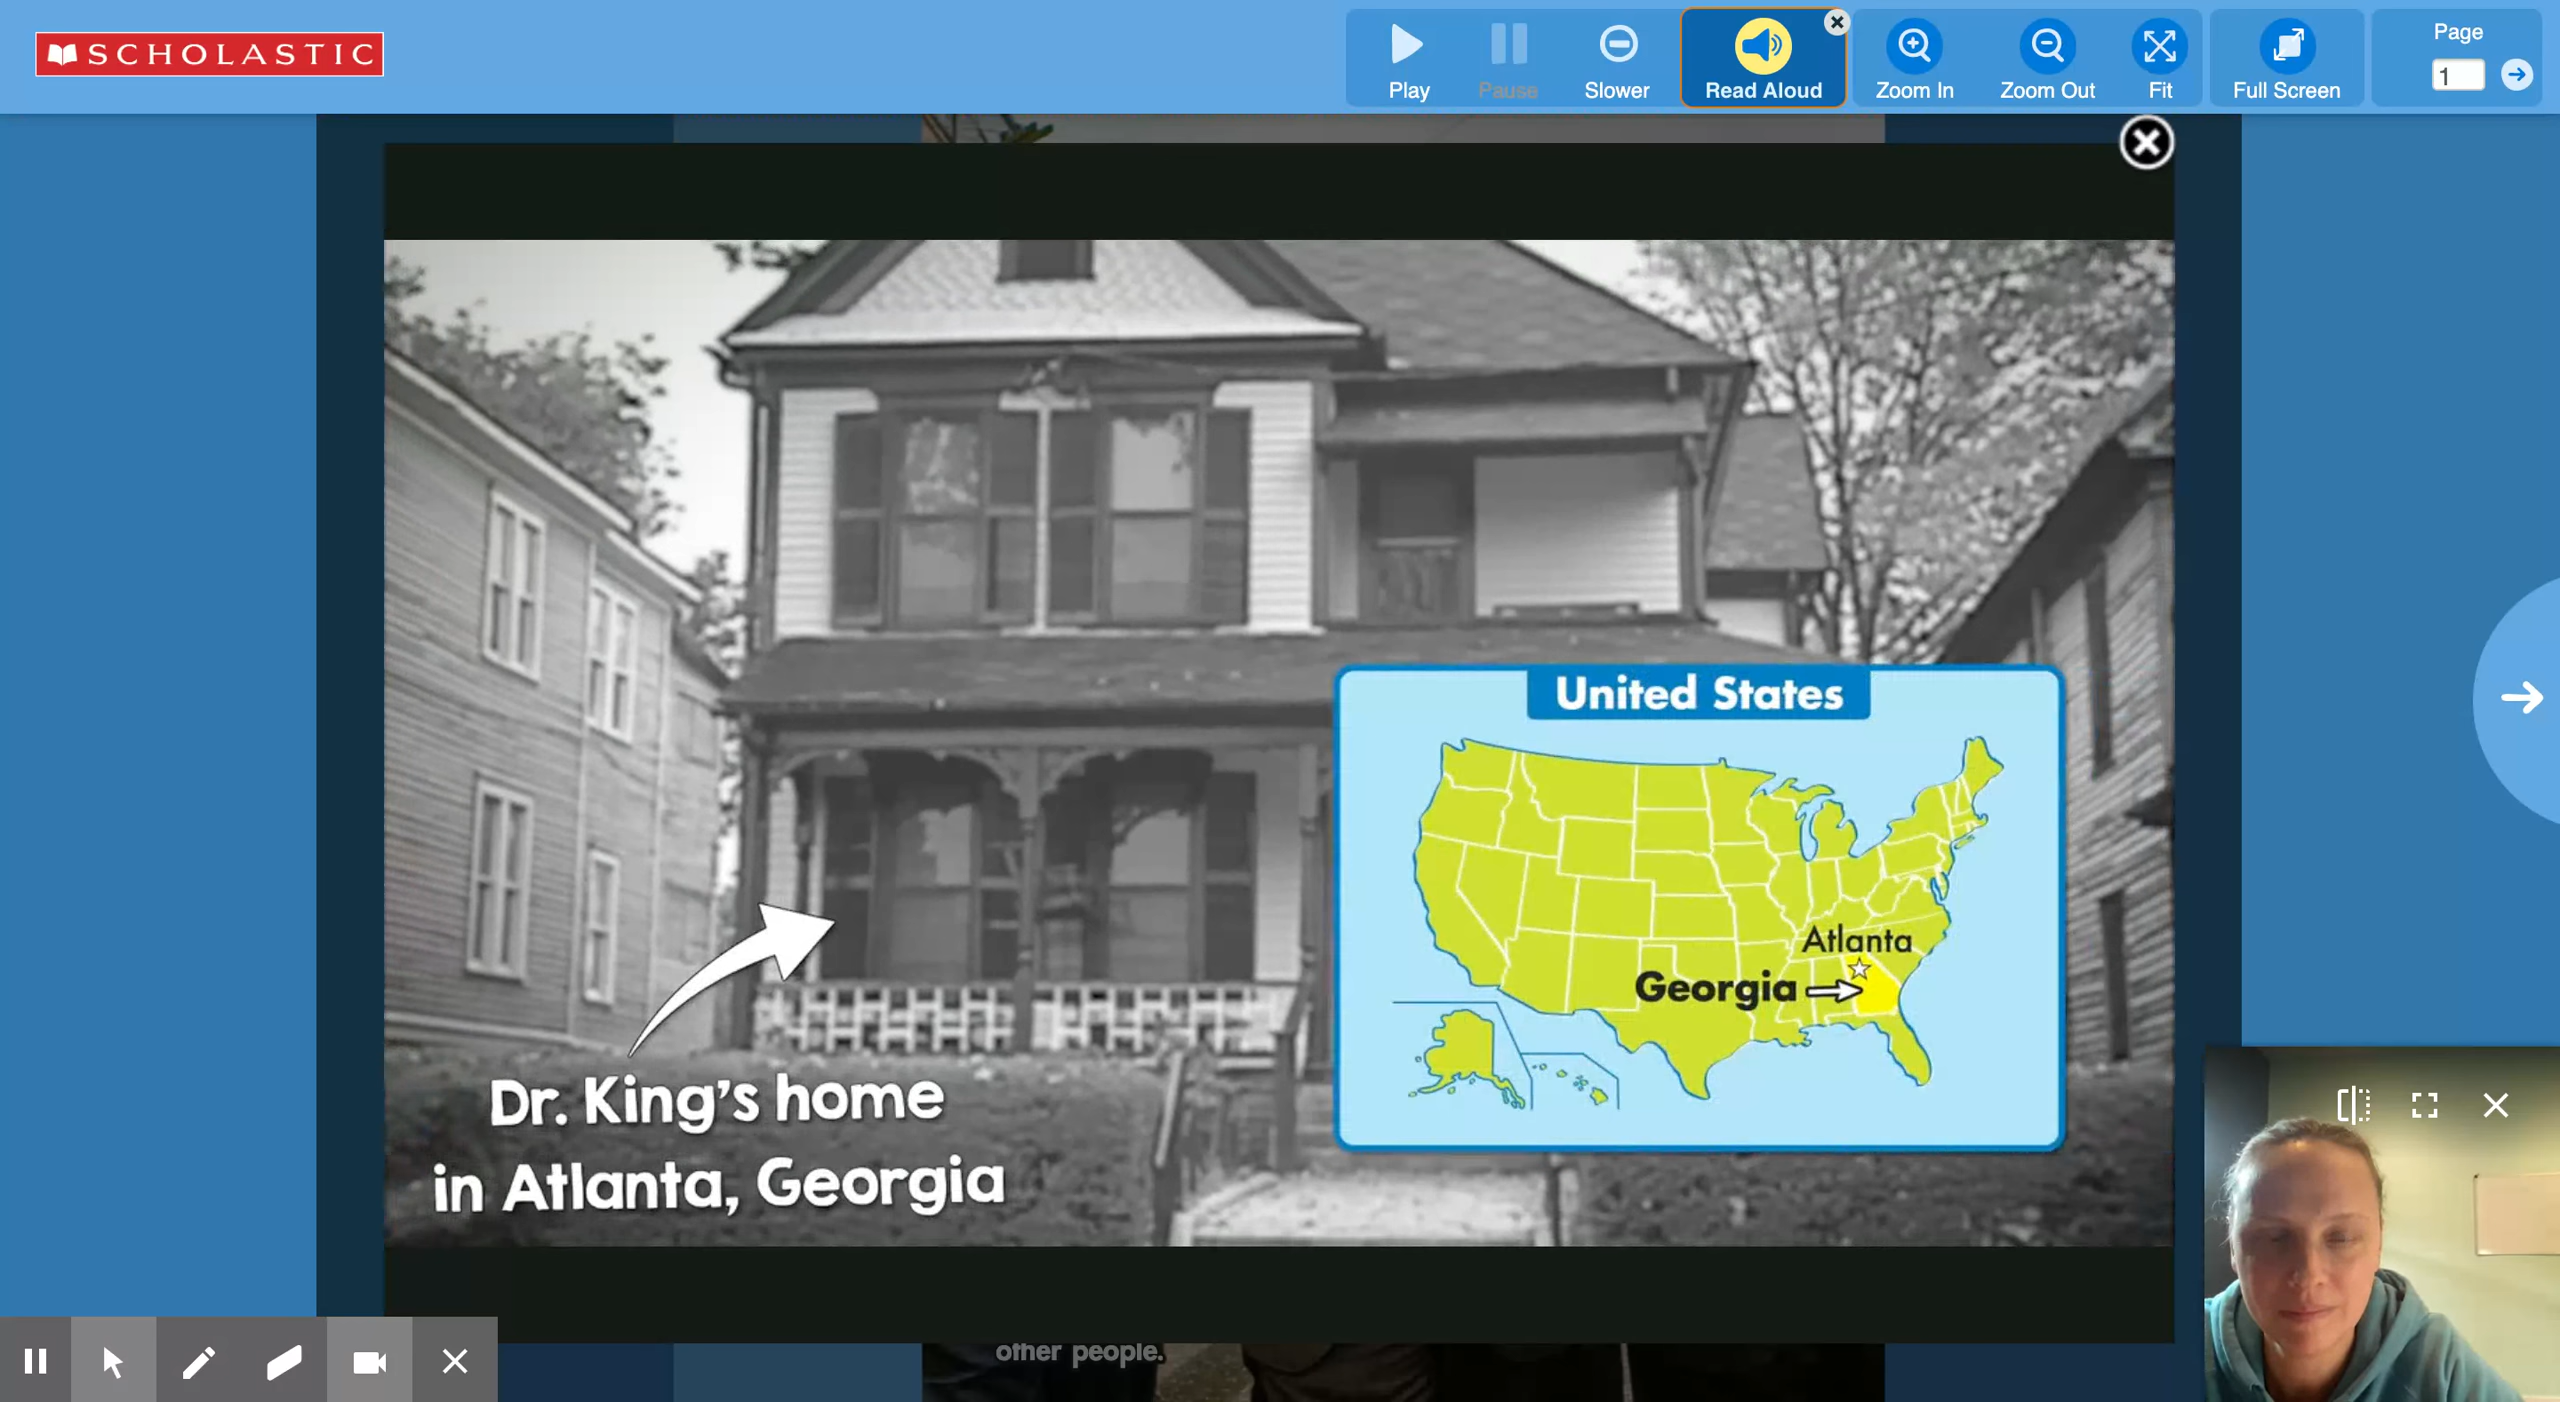 SCHOLASTIC
Play
Pause
Slower
Read Aloud
Zoom In
Zoom Out
Fit
Full Screen
Page
1
United States
Atlanta
Georgia
Dr. King's home
in Atlanta, Georgia
other people.